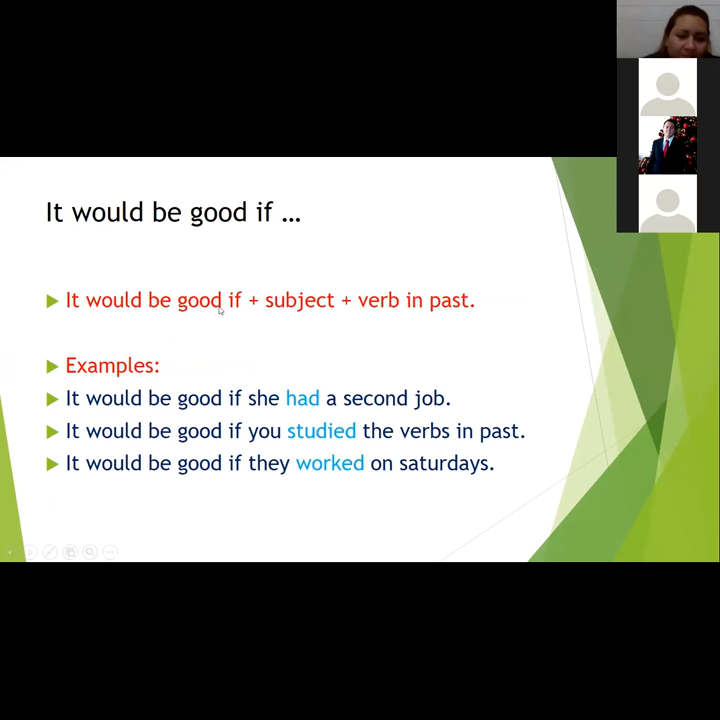 It would be good if …
It would be good if + subject + verb in past.
Examples:
It would be good if she had a second job.
It would be good if you studied the verbs in past.
It would be good if they worked on saturdays.